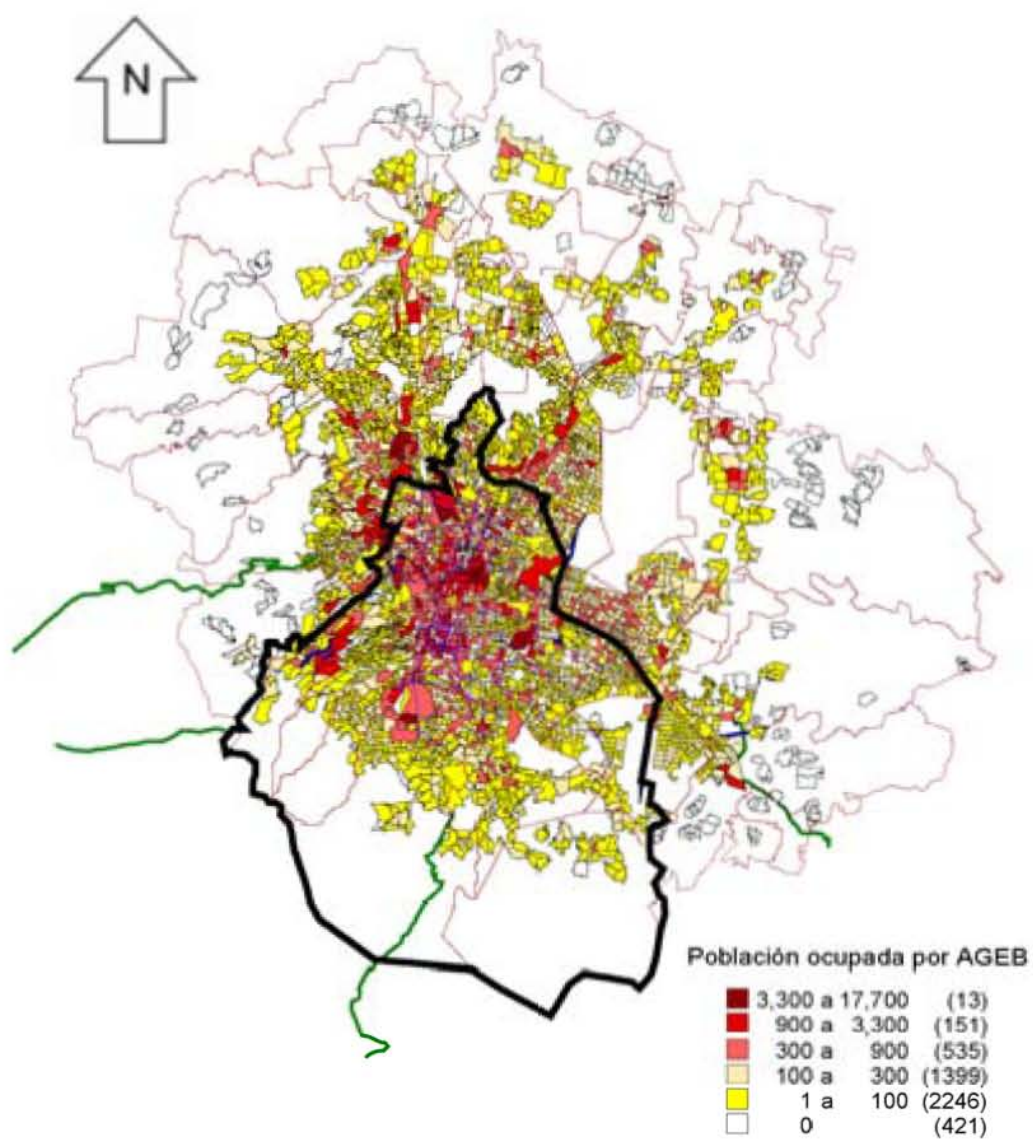 N
Población ocupada por AGEB
3,300 a 17,700 (13)
900 a 3,300 (151)
300 a 900 (535)
100 a 300 (1399)
1 a 100 (2246)
0 (421)